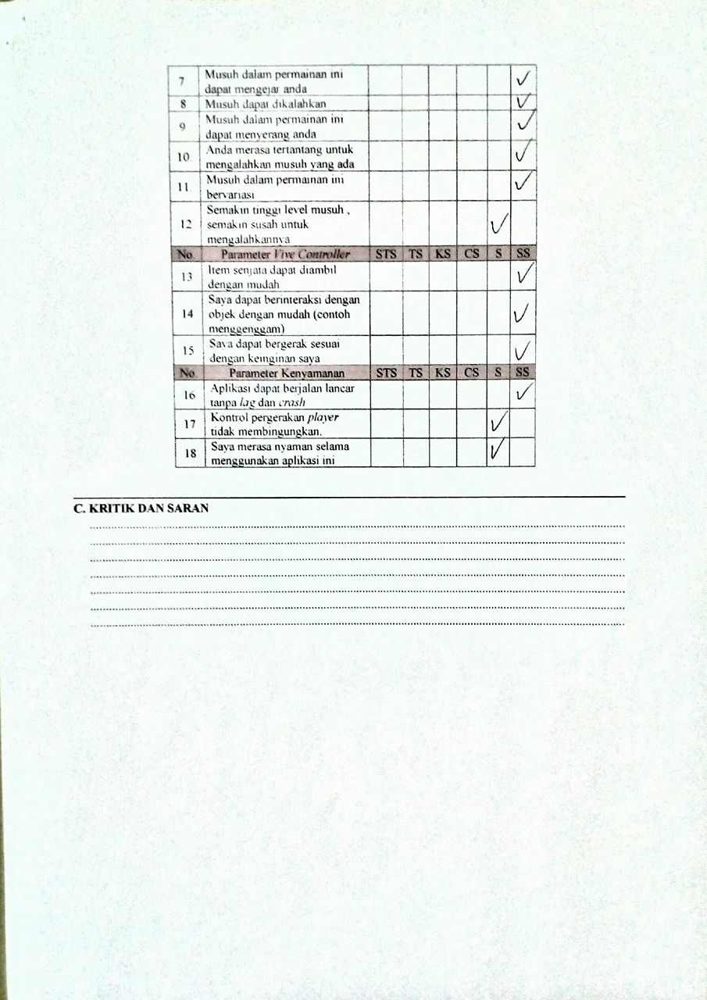 7 Musuh dalam permainan ini ✓
dapat mengejar anda
8 Musuh dapat dikalahkan ✓
9 Musuh dalam permainan ini ✓
dapat menyerang anda
10. Anda merasa tertantang untuk ✓
mengalahkan musuh yang ada
11. Musuh dalam permainan ini ✓
bervariasi
Semakin tinggi level musuh ,
12 semakin susah untuk ✓
mengalahkannya
No. Parameter Vive Controller STS TS KS CS S SS
13 Item senjata dapat diambil ✓
dengan mudah
Saya dapat berinteraksi dengan
14 objek dengan mudah (contoh ✓
menggenggam)
15 Saya dapat bergerak sesuai ✓
dengan keinginan saya
No. Parameter Kenyamanan STS TS KS CS S SS
16 Aplikasi dapat berjalan lancar ✓
tanpa lag dan crash
17 Kontrol pergerakan player ✓
tidak membingungkan.
18 Saya merasa nyaman selama ✓
menggunakan aplikasi ini
C. KRITIK DAN SARAN